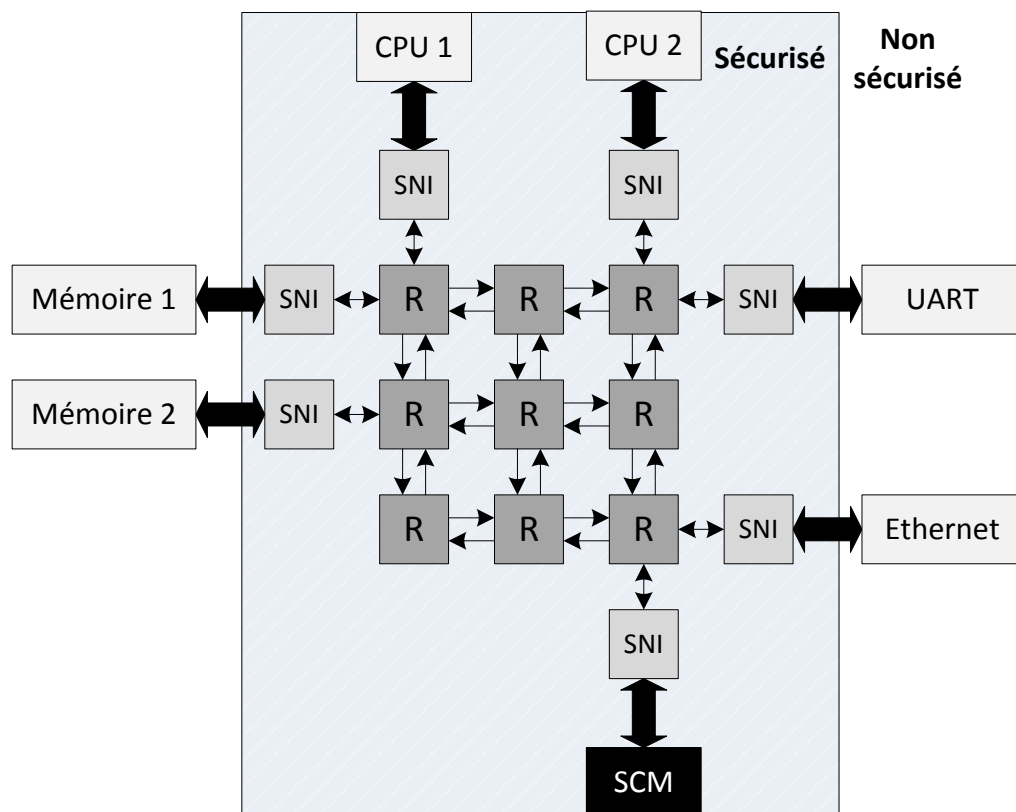 CPU 1
CPU 2
Sécurisé
Non
sécurisé
SNI
SNI
Mémoire 1
SNI
R
R
R
SNI
UART
Mémoire 2
SNI
R
R
R
R
R
R
SNI
Ethernet
SNI
SCM